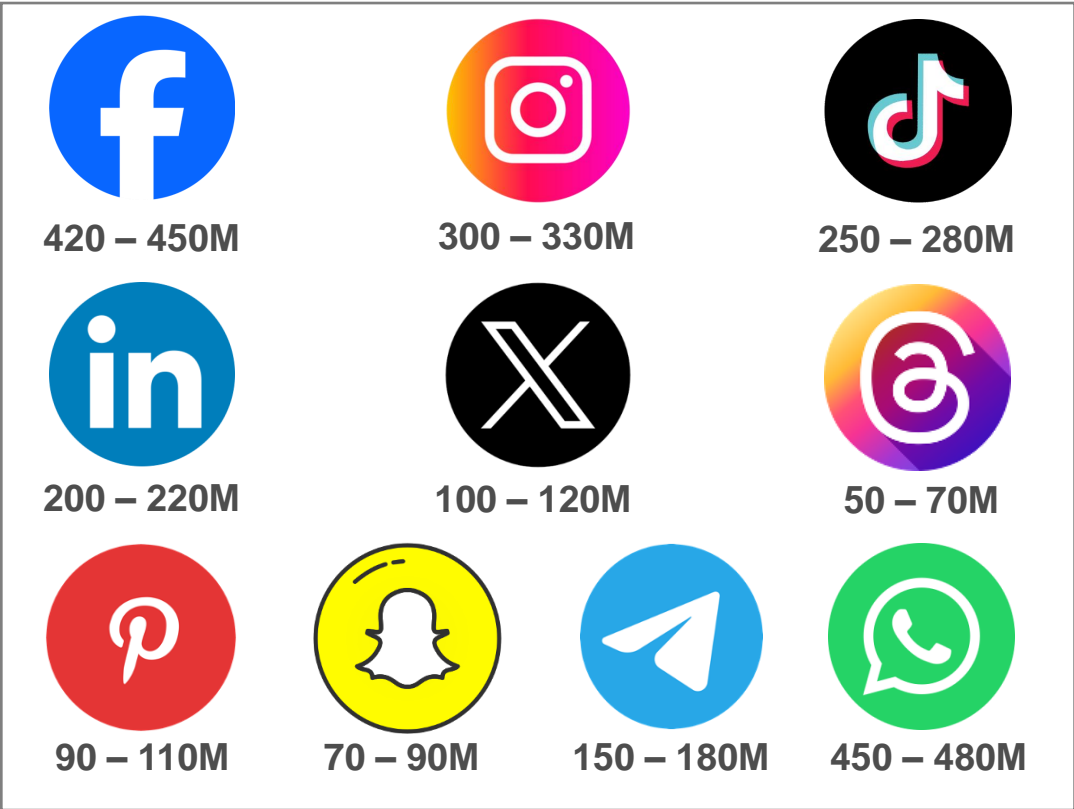 420 – 450M
300 – 330M
250 – 280M
in
200 – 220M
100 – 120M
50 – 70M
90 – 110M
70 – 90M
150 – 180M
450 – 480M